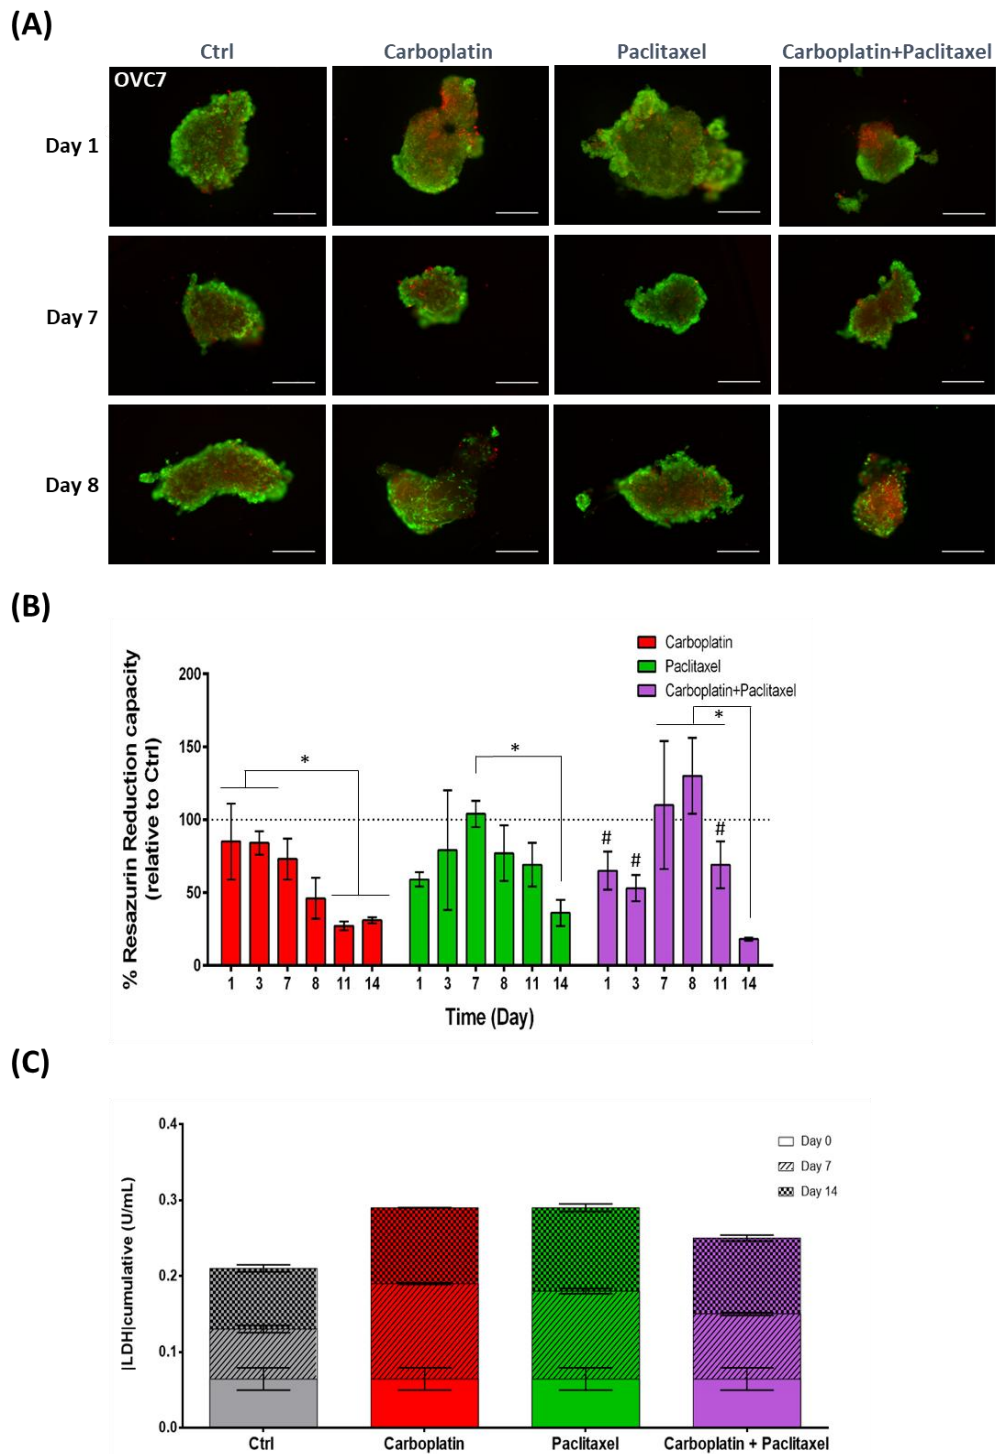 (A)
Ctrl Carboplatin Paclitaxel Carboplatin+Paclitaxel
OVC7
Day 1
Day 7
Day 8
(B)
Carboplatin
Paclitaxel
Carboplatin+Paclitaxel
% Resazurin Reduction capacity
(relative to Ctrl)
200
150
100
50
0
* * *
# # #
1 3 7 8 11 14 1 3 7 8 11 14 1 3 7 8 11 14
Time (Day)
(C)
|LDH|cumulative (U/mL)
0.4
0.3
0.2
0.1
0.0
Day 0
Day 7
Day 14
Ctrl Carboplatin Paclitaxel Carboplatin + Paclitaxel